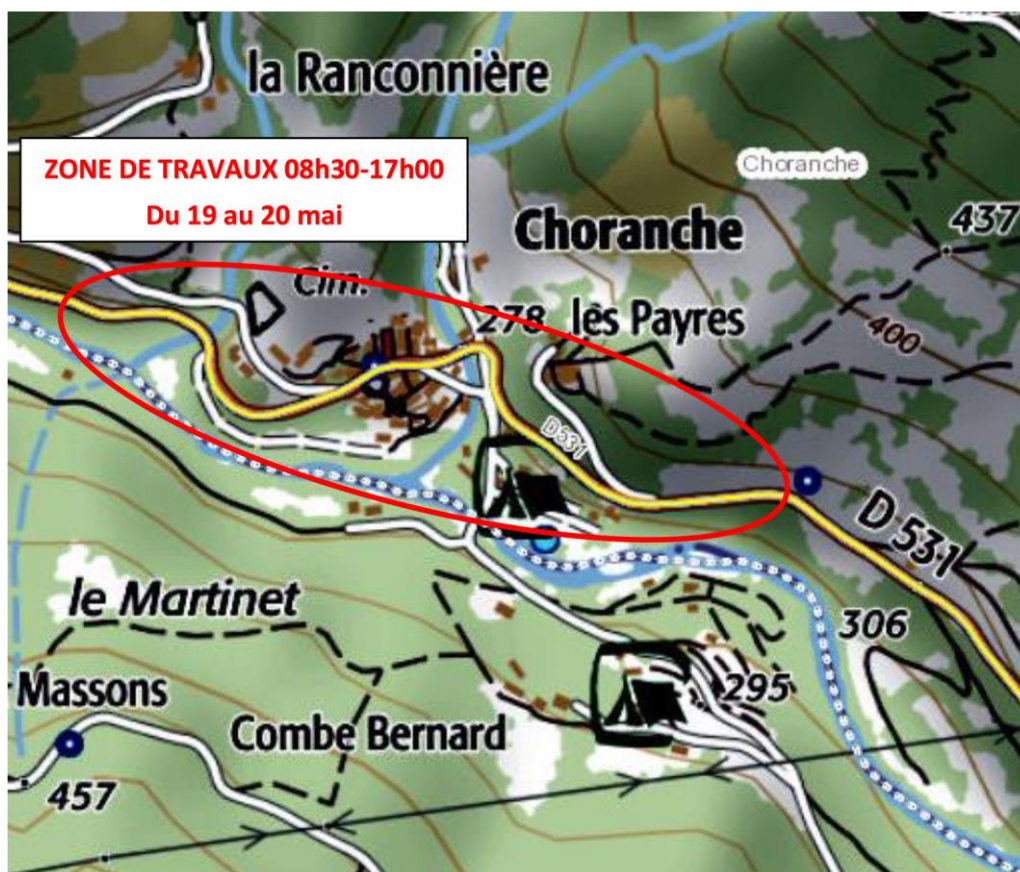 la Ranconnière
ZONE DE TRAVAUX 08h30-17h00
Du 19 au 20 mai
Choranche
437
Choranche
Cim.
278
les Payres
400
D531
D 531
le Martinet
306
Massons
295
Combe Bernard
457